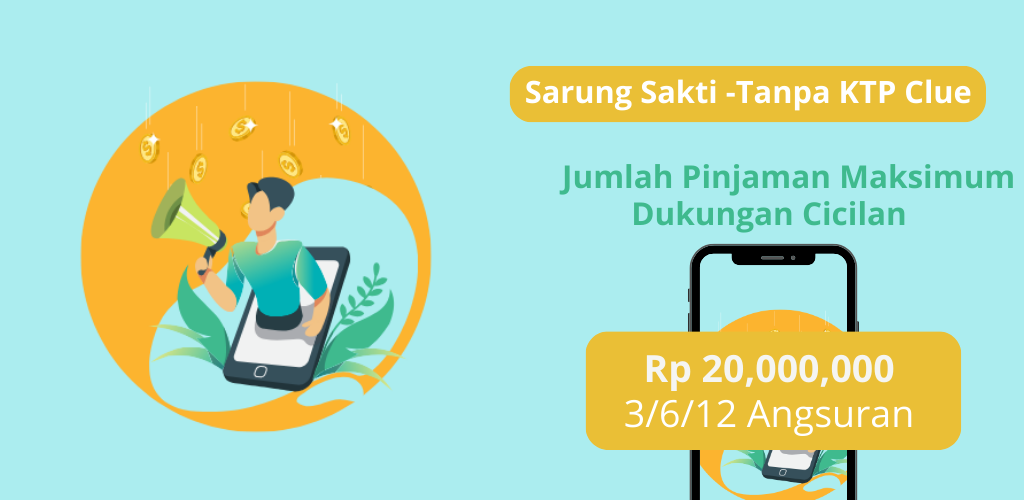 Sarung Sakti -Tanpa KTP Clue
Jumlah Pinjaman Maksimum
Dukungan Cicilan
Rp 20,000,000
3/6/12 Angsuran